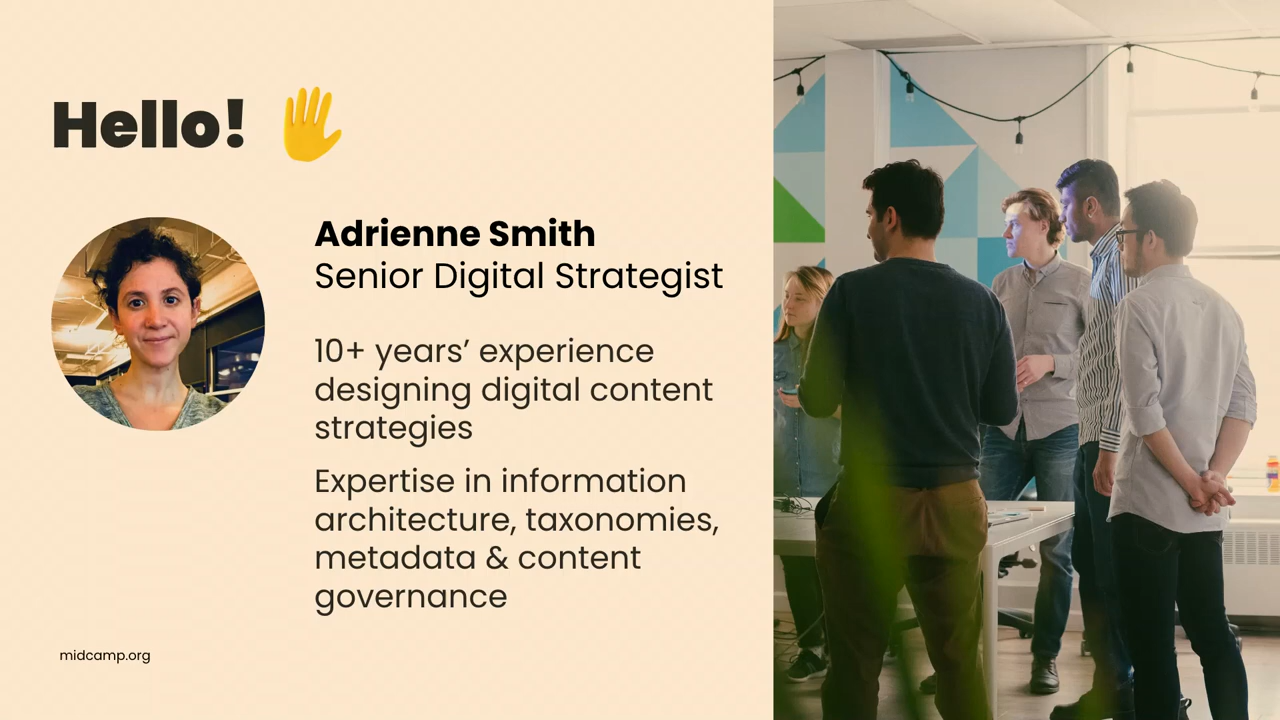 Hello! 🤚
Adrienne Smith
Senior Digital Strategist
10+ years’ experience
designing digital content
strategies
Expertise in information
architecture, taxonomies,
metadata & content
governance
midcamp.org